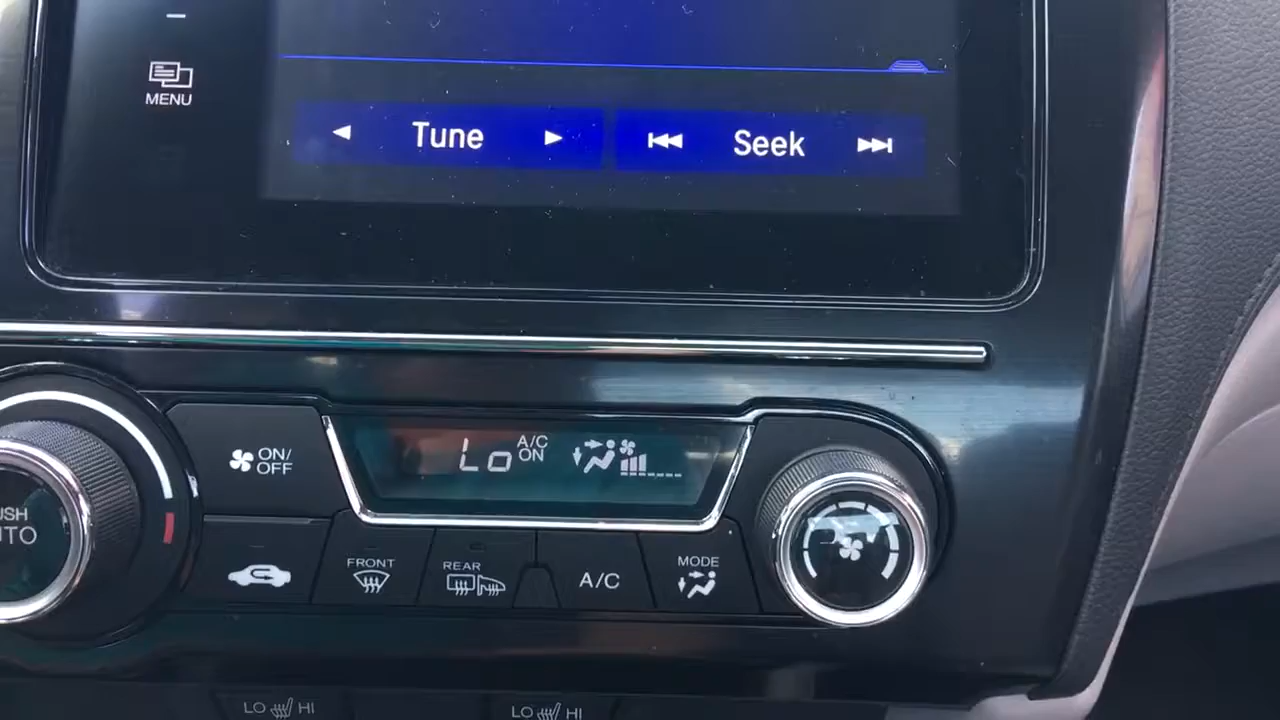 MENU
Tune
Seek
ON/
OFF
Lo
A/C
ON
FRONT
REAR
A/C
MODE
LO HI
LO HI